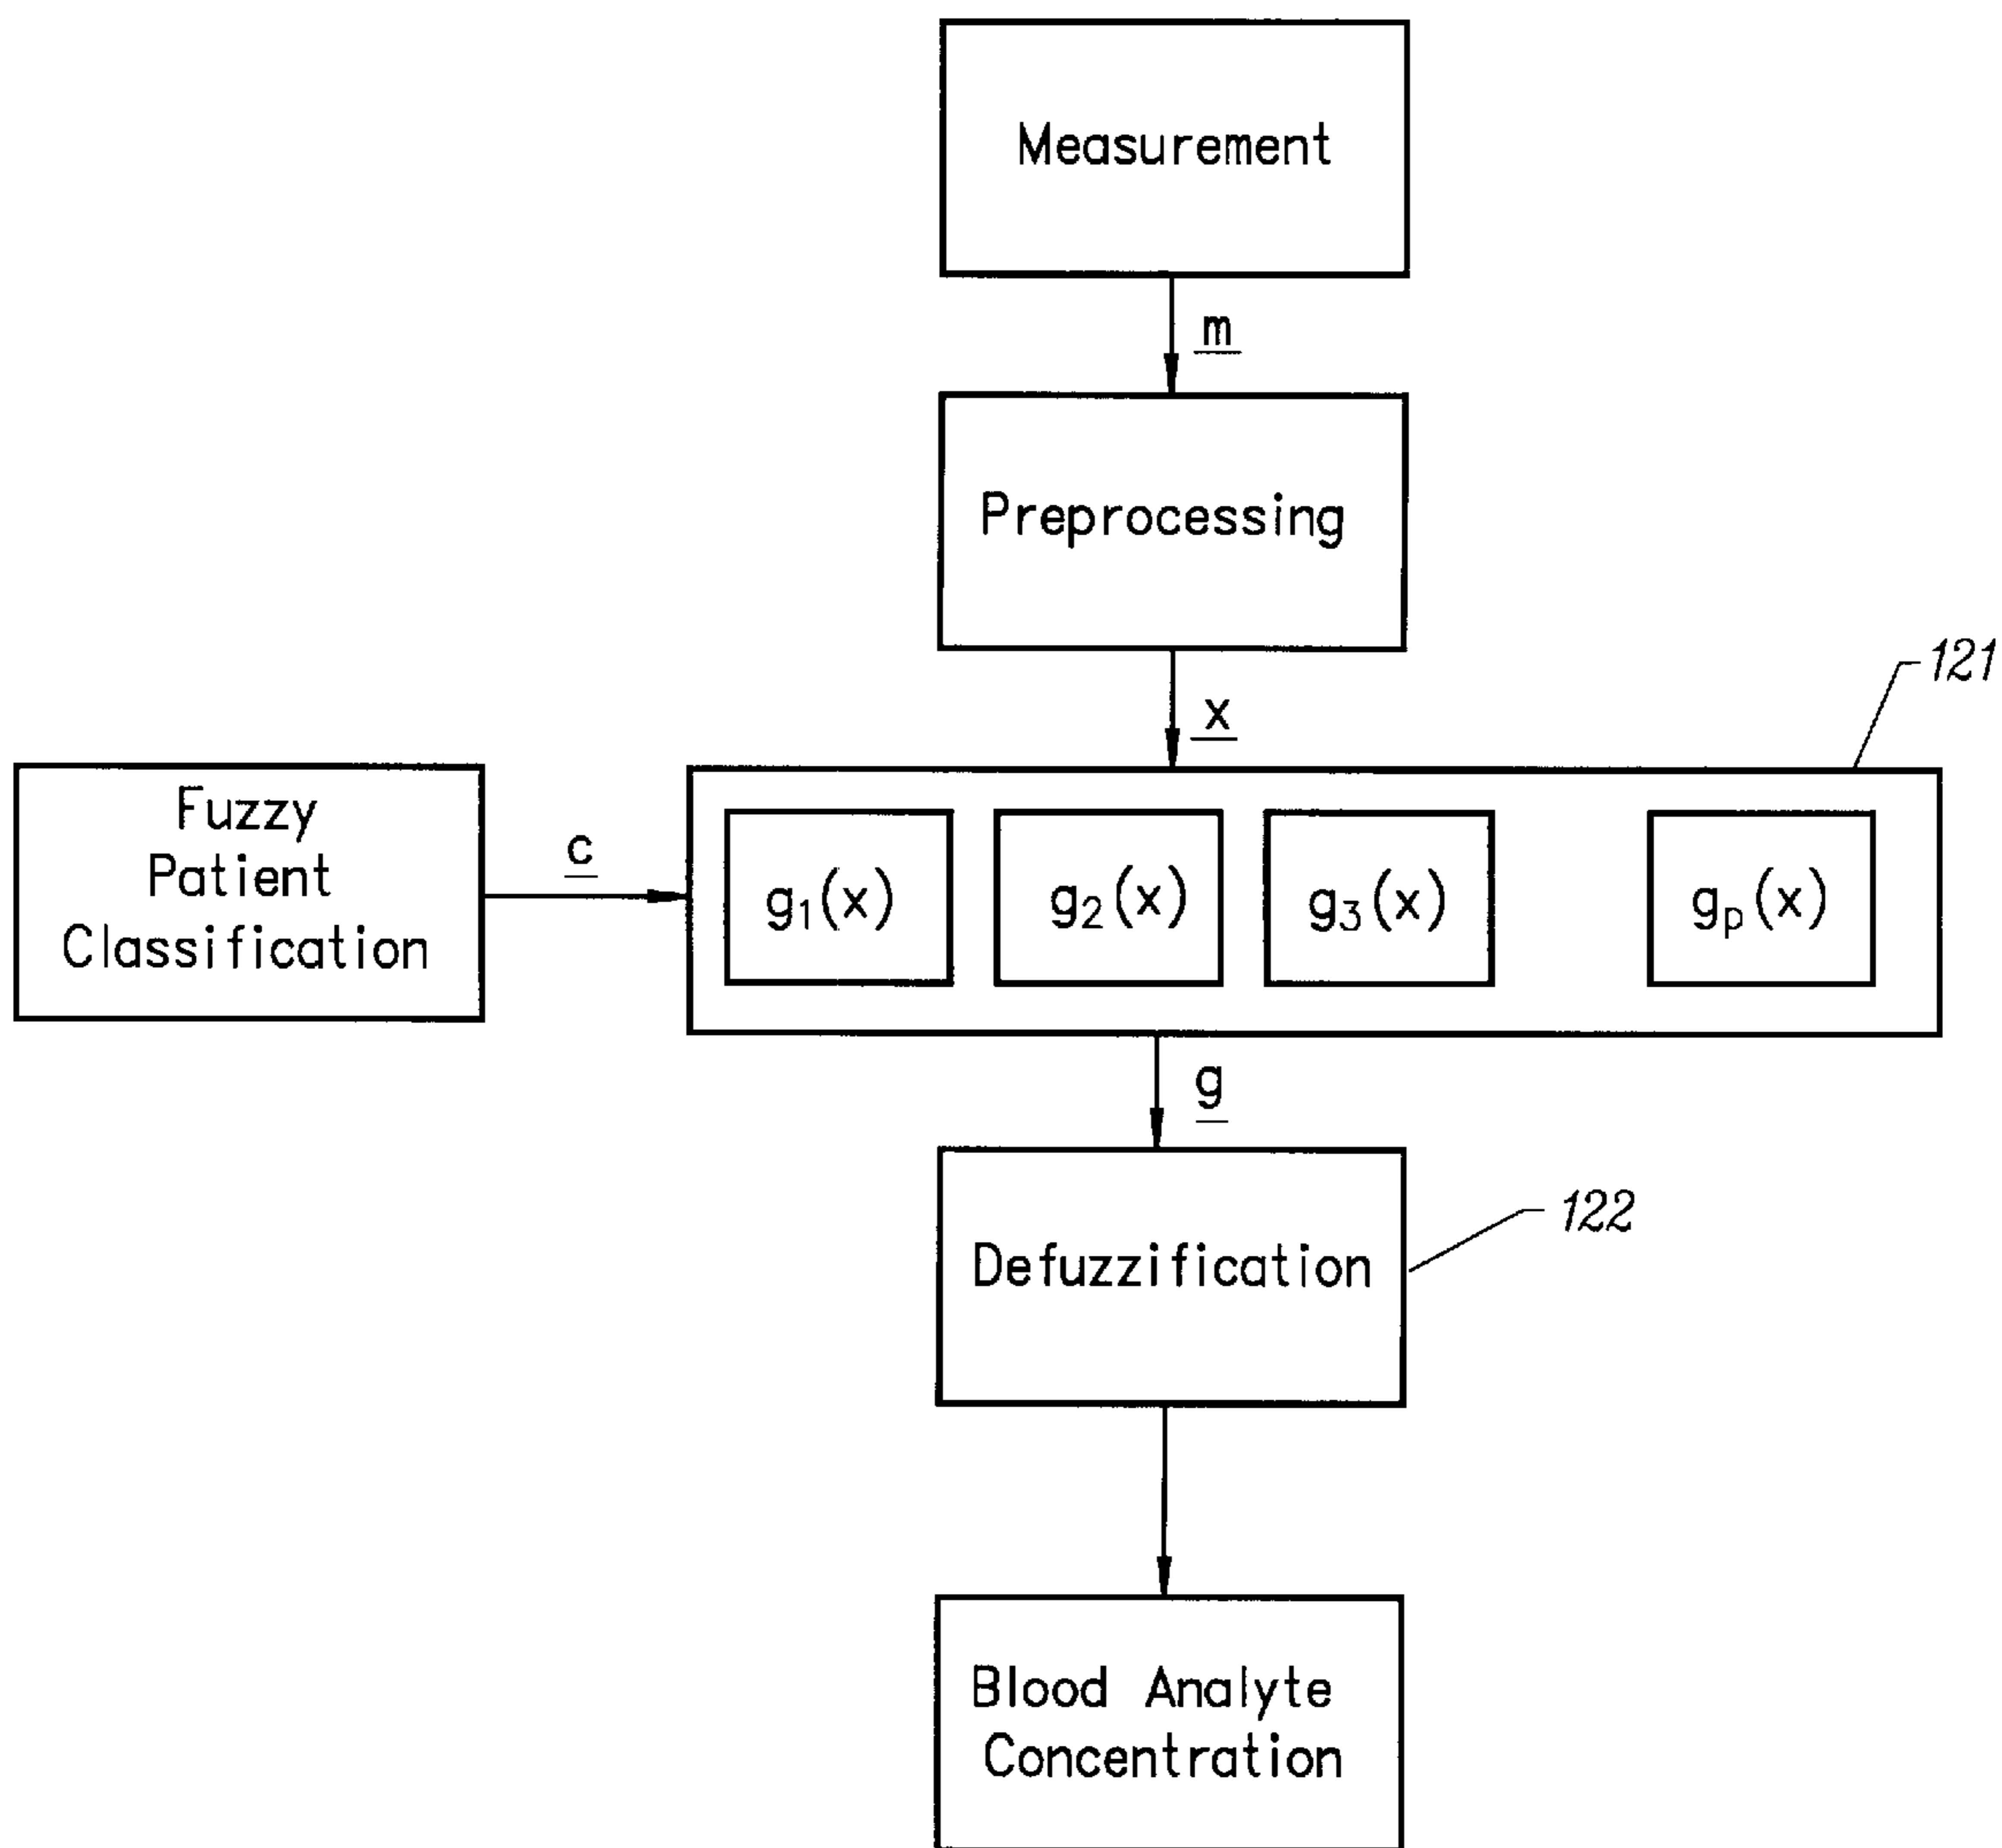 Measurement
m
Preprocessing
x
121
Fuzzy
Patient
Classification
c
g₁(x)
g₂(x)
g₃(x)
gₚ(x)
g
Defuzzification
122
Blood Analyte
Concentration